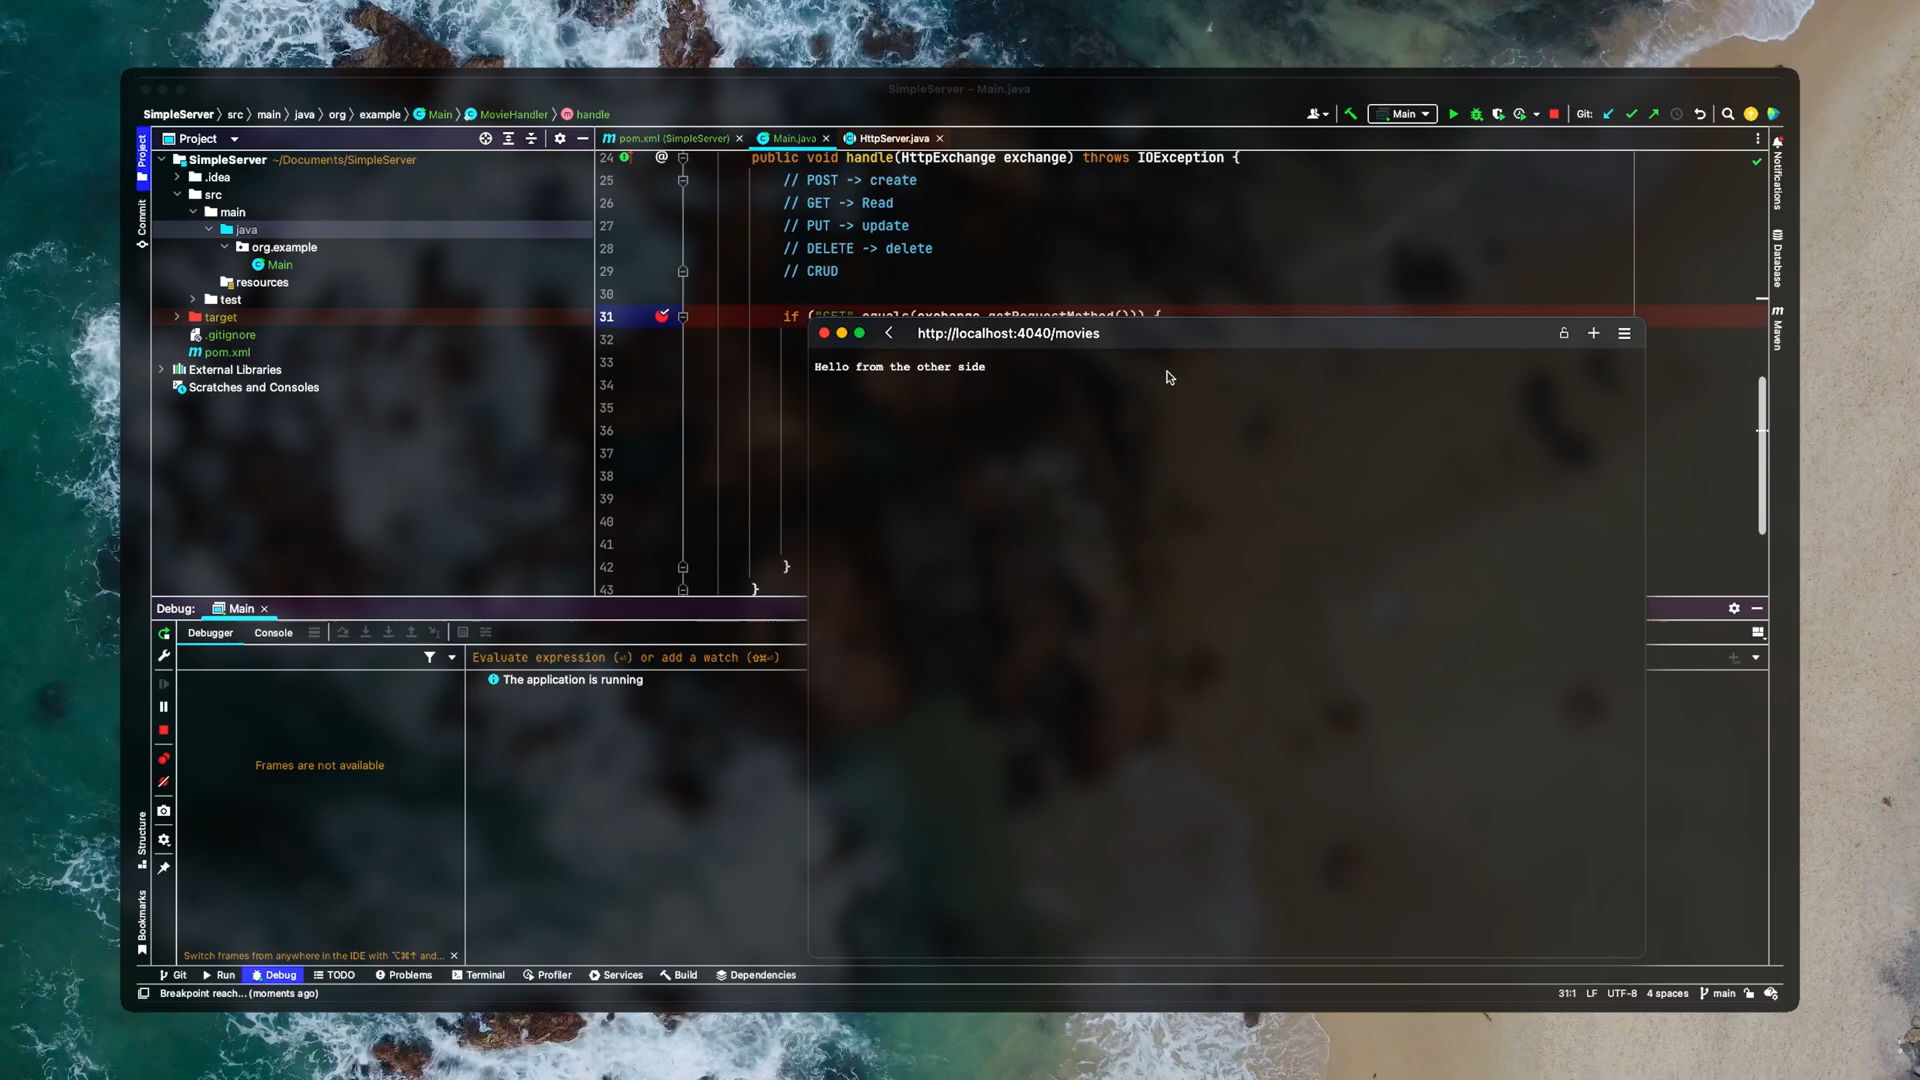 SimpleServer – Main.java
SimpleServer src main java org example Main MovieHandler handle
Main
Git:
Project
pom.xml (SimpleServer)
Main.java
HttpServer.java
Project
Commit
Structure
Bookmarks
Notifications
Database
Maven
SimpleServer ~/Documents/SimpleServer
.idea
src
main
java
org.example
Main
resources
test
target
.gitignore
pom.xml
External Libraries
Scratches and Consoles
24 public void handle(HttpExchange exchange) throws IOException {
25 // POST -> create
26 // GET -> Read
27 // PUT -> update
28 // DELETE -> delete
29 // CRUD
30
31 if ("GET".equals(exchange.getRequestMethod())) {
32
33
34
35
36
37
38
39
40
41
42 }
43 }
http://localhost:4040/movies
Hello from the other side
Debug: Main
Debugger Console
Evaluate expression (⏎) or add a watch (⇧⌘⏎)
The application is running
Frames are not available
Switch frames from anywhere in the IDE with ⌥⌘↑ and...
Git Run Debug TODO Problems Terminal Profiler Services Build Dependencies
Breakpoint reach... (moments ago)
31:1 LF UTF-8 4 spaces main